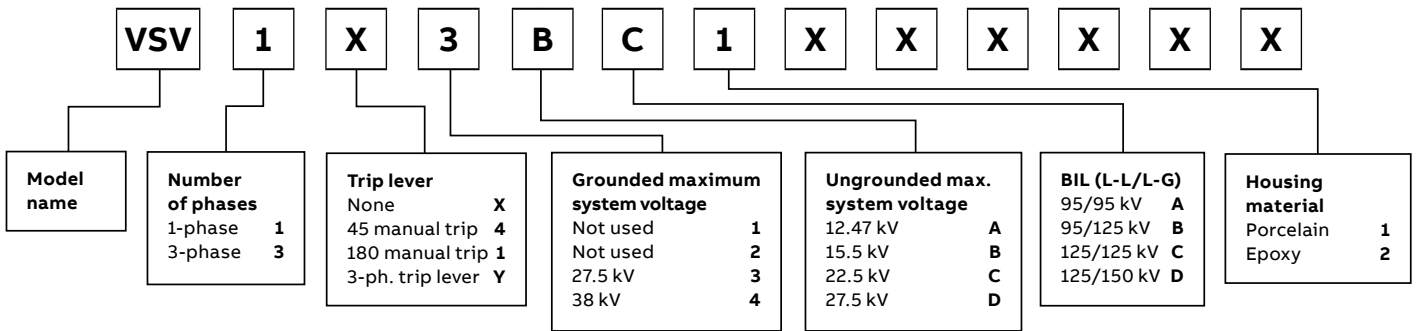 VSV 1 X 3 B C 1 X X X X X X
Model
name
Number
of phases
1-phase 1
3-phase 3
Trip lever
None X
45 manual trip 4
180 manual trip 1
3-ph. trip lever Y
Grounded maximum
system voltage
Not used 1
Not used 2
27.5 kV 3
38 kV 4
Ungrounded max.
system voltage
12.47 kV A
15.5 kV B
22.5 kV C
27.5 kV D
BIL (L-L/L-G)
95/95 kV A
95/125 kV B
125/125 kV C
125/150 kV D
Housing
material
Porcelain 1
Epoxy 2